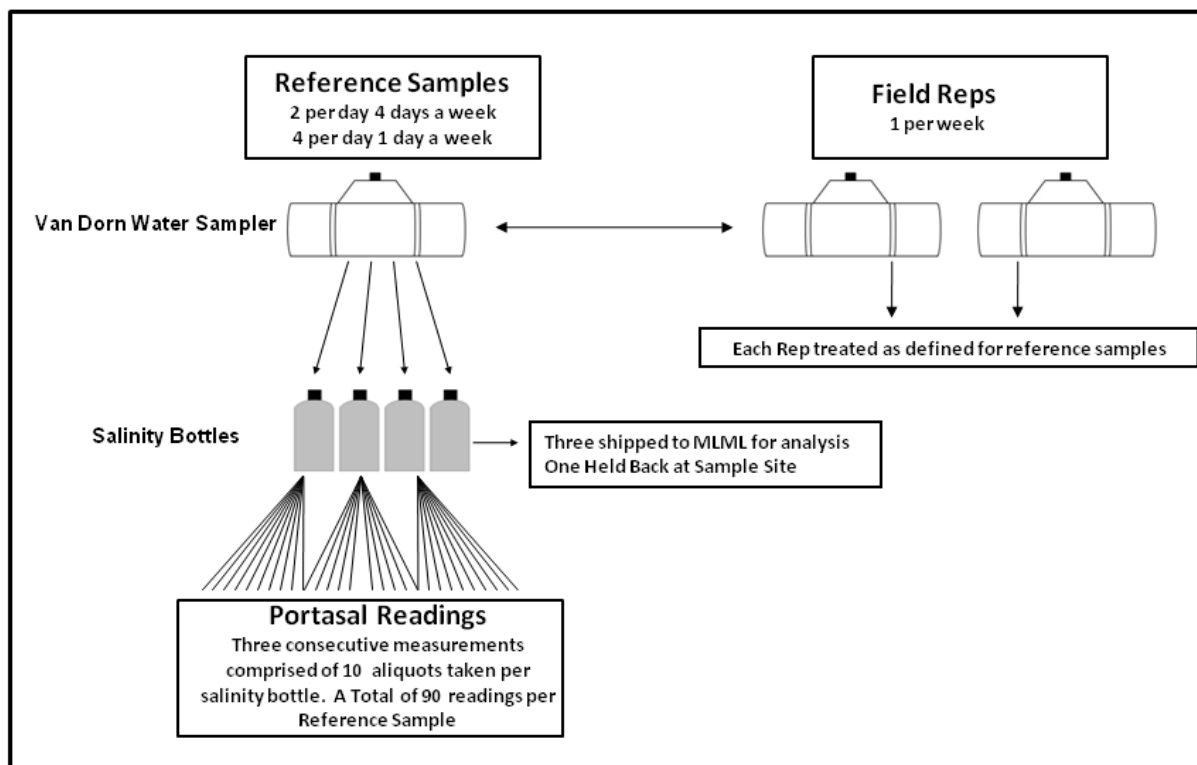 Reference Samples
2 per day 4 days a week
4 per day 1 day a week
Field Reps
1 per week
Van Dorn Water Sampler
Each Rep treated as defined for reference samples
Salinity Bottles
Three shipped to MLML for analysis
One Held Back at Sample Site
Portasal Readings
Three consecutive measurements
comprised of 10 aliquots taken per
salinity bottle. A Total of 90 readings per
Reference Sample